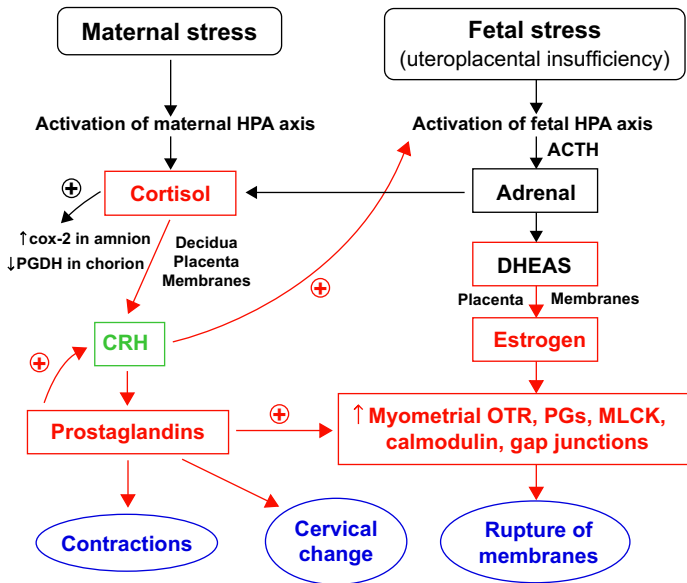 Maternal stress
Fetal stress
(uteroplacental insufficiency)
Activation of maternal HPA axis
Activation of fetal HPA axis
ACTH
+
Cortisol
Adrenal
↑cox-2 in amnion
↓PGDH in chorion
Decidua
Placenta
Membranes
DHEAS
+
Placenta
Membranes
CRH
Estrogen
+
Prostaglandins
+
↑Myometrial OTR, PGs, MLCK,
calmodulin, gap junctions
Contractions
Cervical
change
Rupture of
membranes